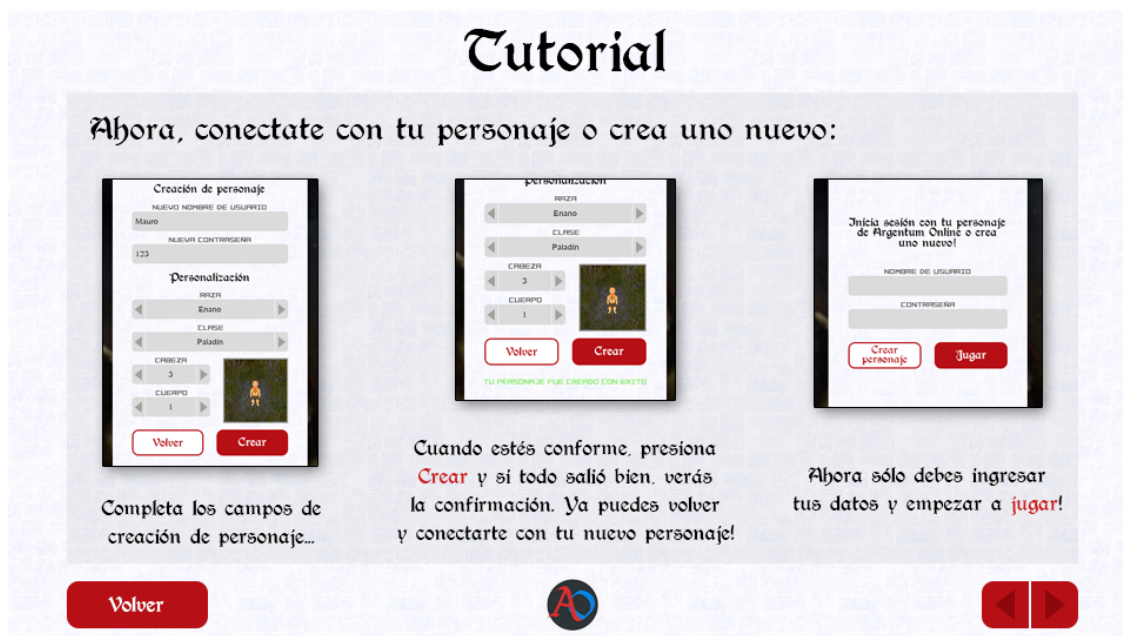 Tutorial
Ahora, conectate con tu personaje o crea uno nuevo:
Creación de personaje
NUEVO NOMBRE DE USUARIO
Mauro
NUEVA CONTRASEÑA
123
Personalización
RAZA
Enano
CLASE
Paladín
CABEZA
3
CUERPO
1
Volver
Crear
Completa los campos de
creación de personaje...
Personalización
RAZA
Enano
CLASE
Paladín
CABEZA
3
CUERPO
1
Volver
Crear
TU PERSONAJE FUE CREADO CON EXITO
Cuando estés conforme, presiona
Crear y si todo salió bien, verás
la confirmación. Ya puedes volver
y conectarte con tu nuevo personaje!
Inicia sesión con tu personaje
de Argentum Online o crea
uno nuevo!
NOMBRE DE USUARIO
CONTRASEÑA
Crear
personaje
Jugar
Ahora sólo debes ingresar
tus datos y empezar a jugar!
Volver
AO